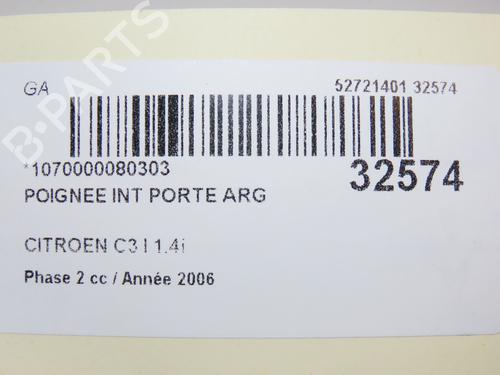 GA
52721401 32574
*1070000080303
32574
POIGNEE INT PORTE ARG
CITROEN C3 I 1.4i
Phase 2 cc / Année 2006
B-PARTS